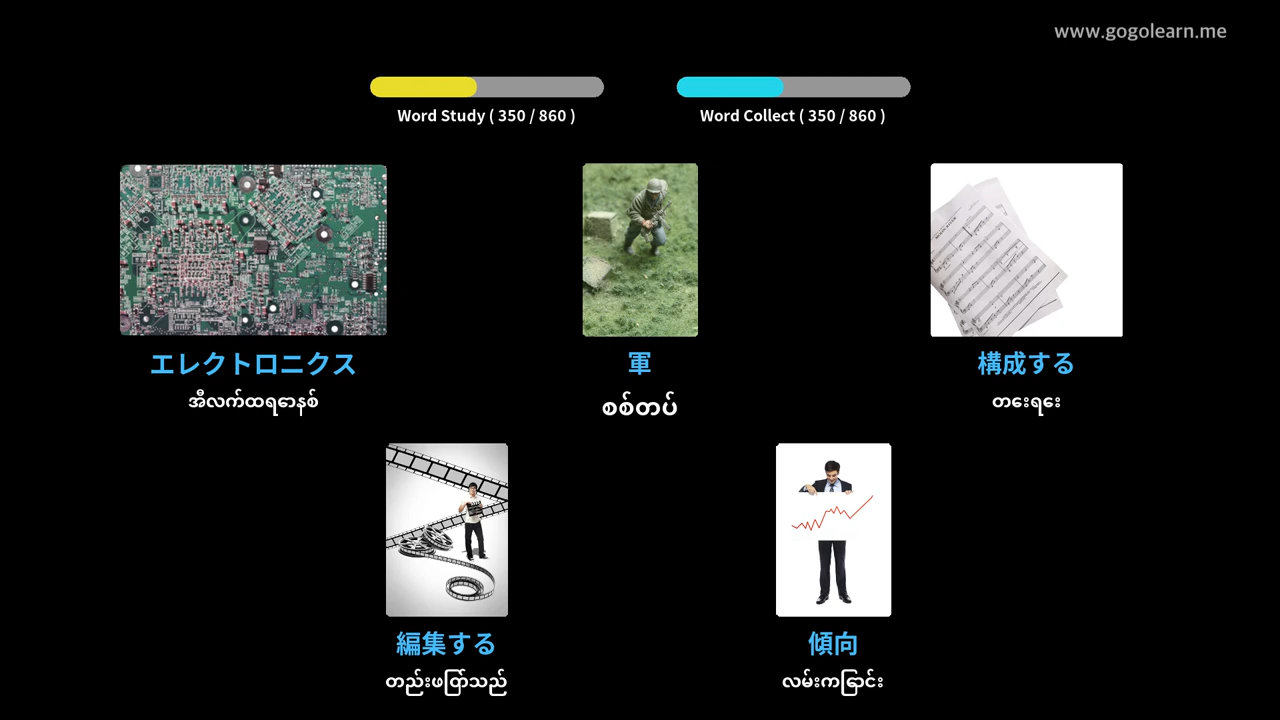 www.gogolearn.me
Word Study ( 350 / 860 )
Word Collect ( 350 / 860 )
エレクトロニクス
အီလက်ထရောနစ်
軍
စစ်တပ်
構成する
တေးရေး
編集する
တည်းဖြတ်သည်
傾向
လမ်းကြောင်း